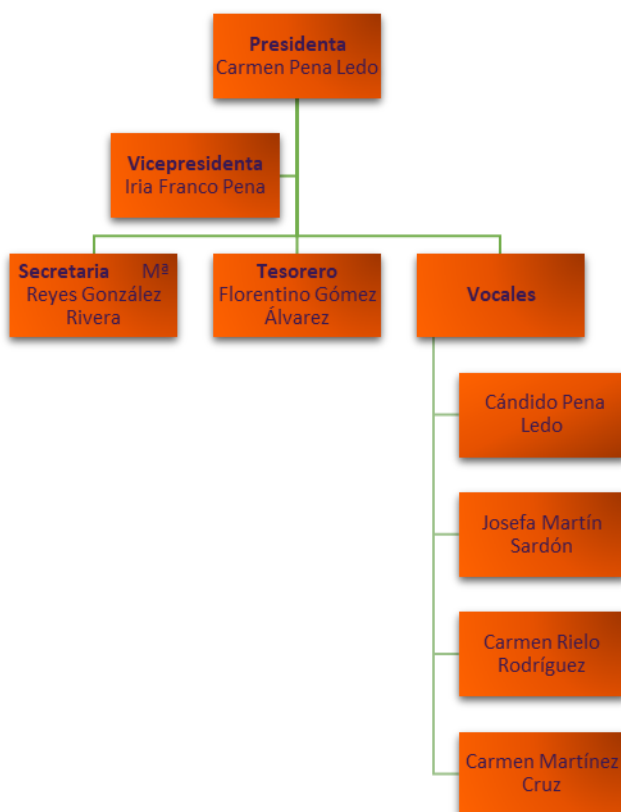 Presidenta
Carmen Pena Ledo
Vicepresidenta
Iria Franco Pena
Secretaria Mª
Reyes González
Rivera
Tesorero
Florentino Gómez
Álvarez
Vocales
Cándido Pena
Ledo
Josefa Martín
Sardón
Carmen Rielo
Rodríguez
Carmen Martínez
Cruz